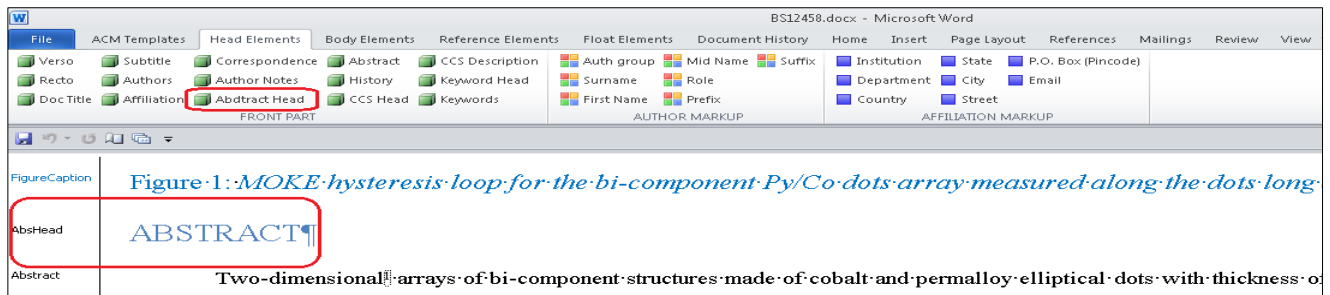 W
BS12458.docx - Microsoft Word
File ACM Templates Head Elements Body Elements Reference Elements Float Elements Document History Home Insert Page Layout References Mailings Review View
Verso Subtitle Correspondence Abstract CCS Description Auth group Mid Name Suffix Institution State P.O. Box (Pincode)
Recto Authors Author Notes History Keyword Head Surname Role Department City Email
Doc Title Affiliation Abdtract Head CCS Head Keywords First Name Prefix Country Street
FRONT PART AUTHOR MARKUP AFFILIATION MARKUP
FigureCaption Figure·1:·MOKE·hysteresis·loop·for·the·bi-component·Py/Co·dots·array·measured·along·the·dots·long·
AbsHead ABSTRACT¶
Abstract Two-dimensional arrays·of·bi-component·structures·made·of·cobalt·and·permalloy·elliptical·dots·with·thickness·o